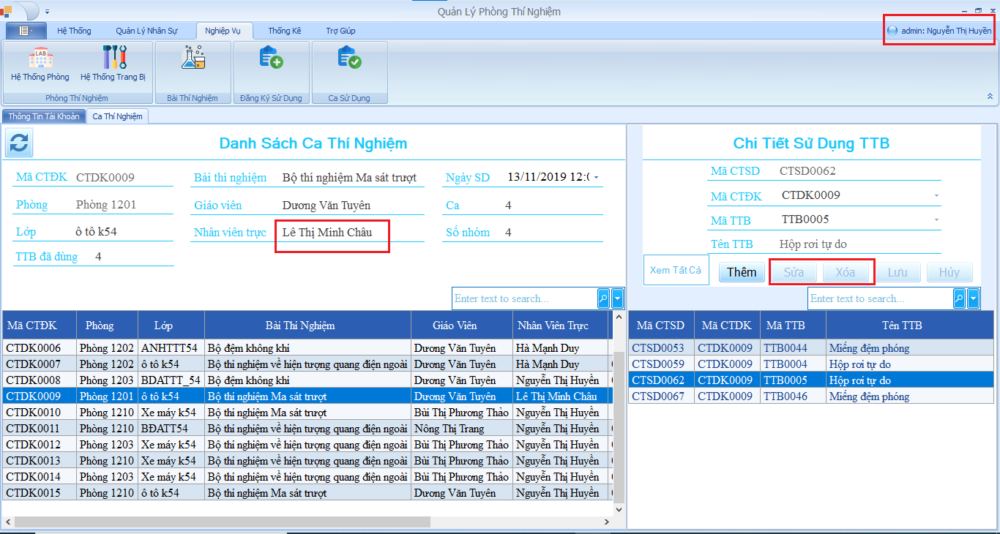 Quản Lý Phòng Thí Nghiệm
Hệ Thống Quản Lý Nhân Sự Nghiệp Vụ Thống Kê Trợ Giúp admin: Nguyễn Thị Huyền
LAB
Hệ Thống Phòng Hệ Thống Trang Bị
Phòng Thí Nghiệm Bài Thí Nghiệm Đăng Ký Sử Dụng Ca Sử Dụng
Thông Tin Tài Khoản Ca Thí Nghiệm
Danh Sách Ca Thí Nghiệm
Mã CTĐK CTDK0009 Bài thí nghiệm Bộ thí nghiệm Ma sát trượt Ngày SD 13/11/2019 12:(
Phòng Phòng 1201 Giáo viên Dương Văn Tuyên Ca 4
Lớp ô tô k54 Nhân viên trực Lê Thị Minh Châu Số nhóm 4
TTB đã dùng 4
Enter text to search...
Mã CTĐK Phòng Lớp Bài Thí Nghiệm Giáo Viên Nhân Viên Trực
CTDK0006 Phòng 1202 ANHTTT54 Bộ đệm không khí Dương Văn Tuyên Hà Mạnh Duy
CTDK0007 Phòng 1202 ô tô k54 Bộ thí nghiệm về hiện tượng quang điện ngoài Dương Văn Tuyên Hà Mạnh Duy
CTDK0008 Phòng 1203 BDATTT_54 Bộ đệm không khí Dương Văn Tuyên Nguyễn Thị Huyền
CTDK0009 Phòng 1201 ô tô k54 Bộ thí nghiệm Ma sát trượt Dương Văn Tuyên Lê Thị Minh Châu
CTDK0010 Phòng 1210 Xe máy k54 Bộ thí nghiệm Ma sát trượt Bùi Thị Phương Thảo Nguyễn Thị Huyền
CTDK0011 Phòng 1210 BĐATT54 Bộ thí nghiệm về hiện tượng quang điện ngoài Nông Thị Trang Nguyễn Thị Huyền
CTDK0012 Phòng 1203 Xe máy k54 Bộ thí nghiệm về hiện tượng quang điện ngoài Bùi Thị Phương Thảo Nguyễn Thị Huyền
CTDK0013 Phòng 1210 Xe máy k54 Bộ thí nghiệm về hiện tượng quang điện ngoài Bùi Thị Phương Thảo Nguyễn Thị Huyền
CTDK0014 Phòng 1203 Xe máy k54 Bộ thí nghiệm về hiện tượng quang điện ngoài Bùi Thị Phương Thảo Nguyễn Thị Huyền
CTDK0015 Phòng 1210 ô tô k54 Bộ thí nghiệm Ma sát trượt Dương Văn Tuyên Nguyễn Thị Huyền
Chi Tiết Sử Dụng TTB
Mã CTSD CTSD0062
Mã CTĐK CTDK0009
Mã TTB TTB0005
Tên TTB Hộp rơi tự do
Xem Tất Cả Thêm Sửa Xóa Lưu Hủy
Enter text to search...
Mã CTSD Mã CTDK Mã TTB Tên TTB
CTSD0053 CTDK0009 TTB0044 Miếng đệm phóng
CTSD0059 CTDK0009 TTB0004 Hộp rơi tự do
CTSD0062 CTDK0009 TTB0005 Hộp rơi tự do
CTSD0067 CTDK0009 TTB0046 Miếng đệm phóng